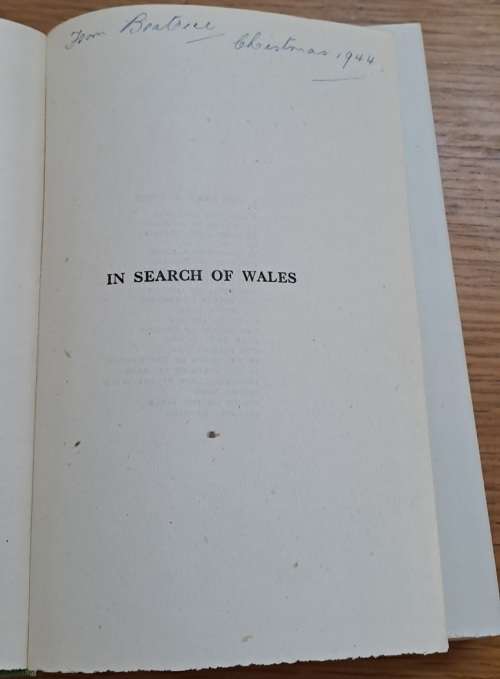 From Beatrice
Christmas 1944
IN SEARCH OF WALES